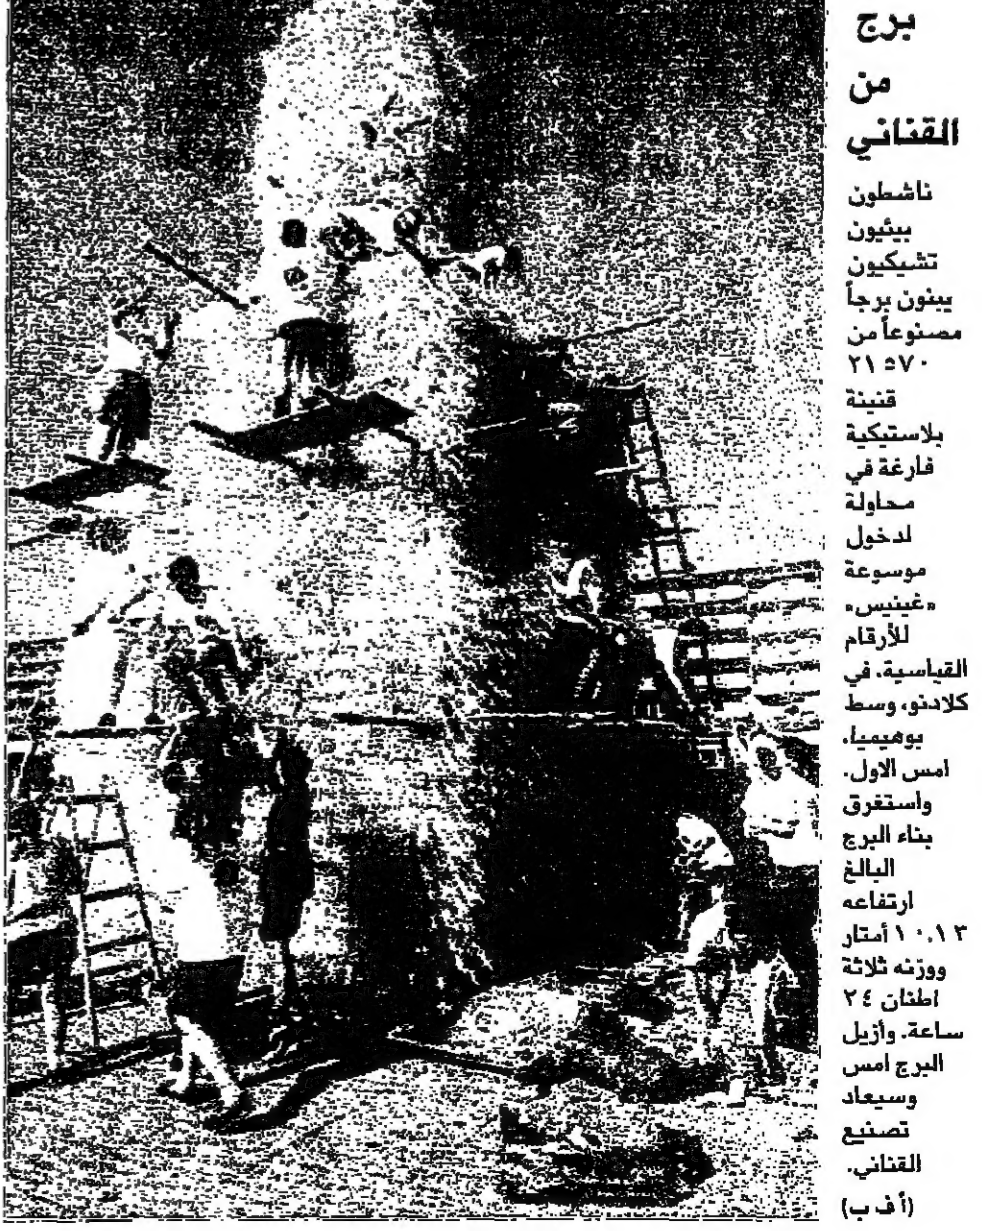 برج
من
القناني
ناشطون
بيئيون
تشيكيون
يبنون برجاً
مصنوعاً من
٢١٥٧٠
قنينة
بلاستيكية
فارغة في
محاولة
لدخول
موسوعة
«غينيس»
للأرقام
القياسية، في
كلادنو، وسط
بوهيميا،
امس الاول.
واستغرق
بناء البرج
البالغ
ارتفاعه
١٠,١٣ أمتار
ووزنه ثلاثة
اطنان ٢٤
ساعة. وأزيل
البرج امس
وسيعاد
تصنيع
القناني.
(أ ف ب)